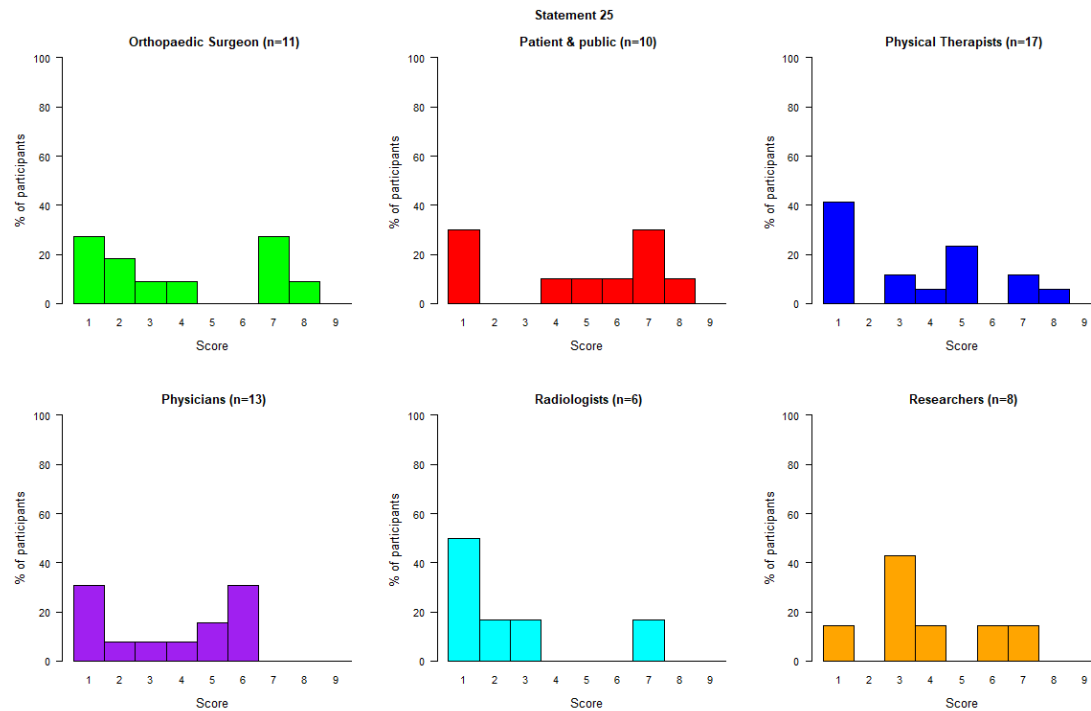 Statement 25
Orthopaedic Surgeon (n=11)
Patient & public (n=10)
Physical Therapists (n=17)
% of participants
100
80
60
40
20
0
1 2 3 4 5 6 7 8 9
Score
% of participants
100
80
60
40
20
0
1 2 3 4 5 6 7 8 9
Score
% of participants
100
80
60
40
20
0
1 2 3 4 5 6 7 8 9
Score
Physicians (n=13)
Radiologists (n=6)
Researchers (n=8)
% of participants
100
80
60
40
20
0
1 2 3 4 5 6 7 8 9
Score
% of participants
100
80
60
40
20
0
1 2 3 4 5 6 7 8 9
Score
% of participants
100
80
60
40
20
0
1 2 3 4 5 6 7 8 9
Score